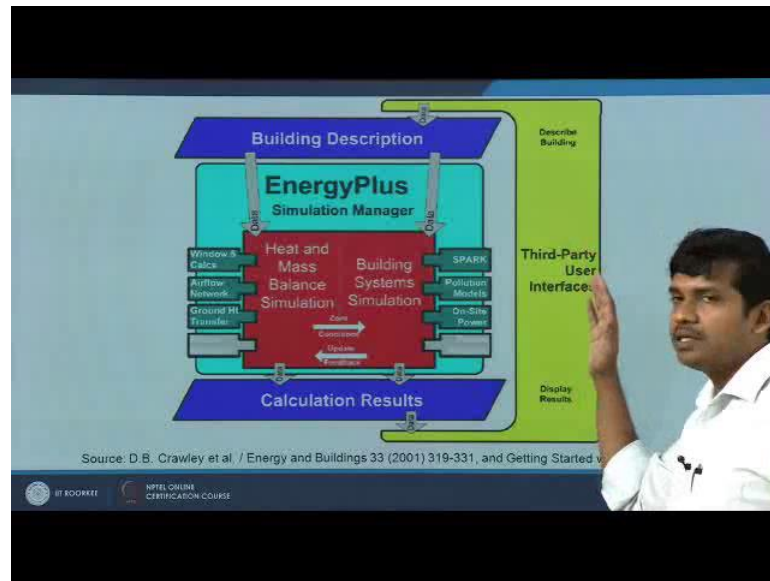 Data
Building Description
Describe
Building
EnergyPlus
Simulation Manager
Data
Data
Window 5
Calcs
Airflow
Network
Ground Ht
Transfer
Heat and
Mass
Balance
Simulation
Building
Systems
Simulation
Zone
Conditions
Update
Feedback
SPARK
Pollution
Models
On-Site
Power
Third-Party
User
Interfaces
Data
Data
Calculation Results
Display
Results
Data
Source: D.B. Crawley et al. / Energy and Buildings 33 (2001) 319-331, and Getting Started
IIT ROORKEE
NPTEL ONLINE
CERTIFICATION COURSE